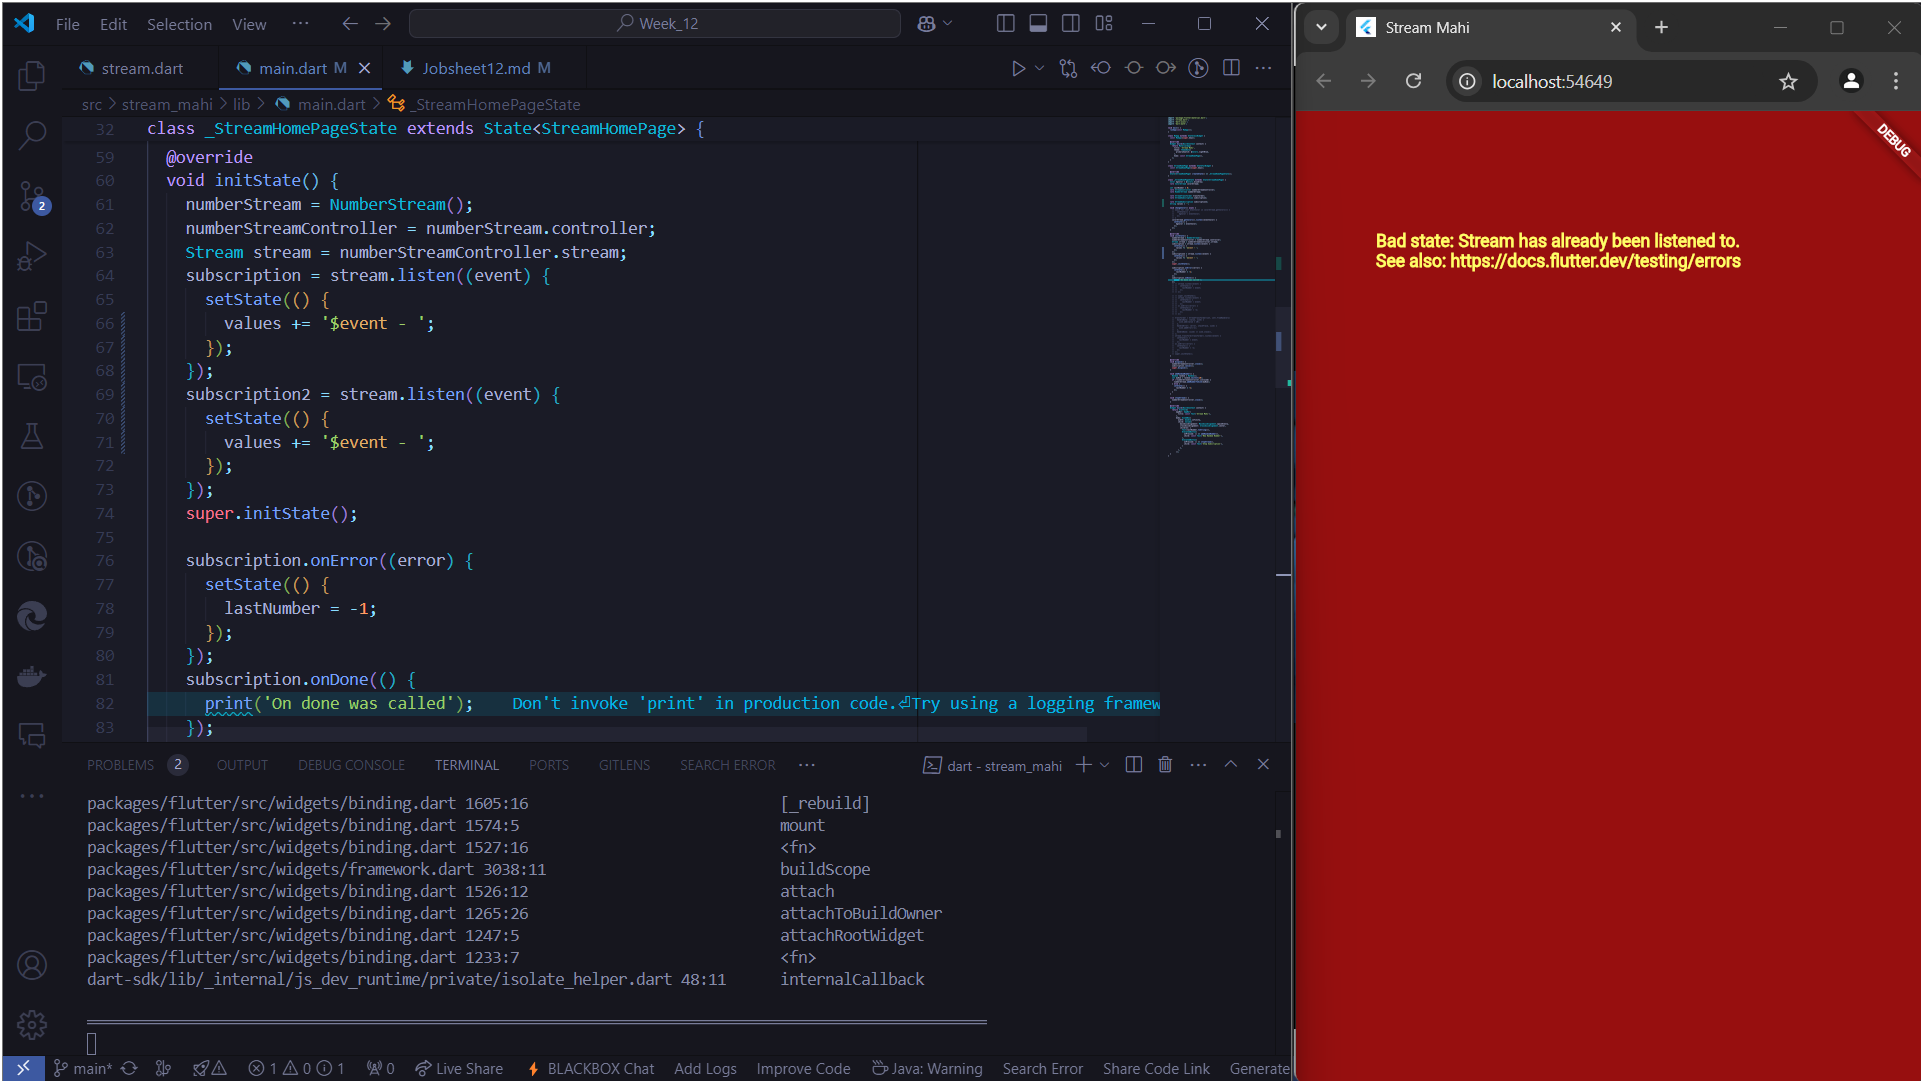 File Edit Selection View ··· Week_12
stream.dart main.dart M Jobsheet12.md M
src > stream_mahi > lib > main.dart > _StreamHomePageState
32 class _StreamHomePageState extends State<StreamHomePage> {
59 @override
60 void initState() {
61 numberStream = NumberStream();
62 numberStreamController = numberStream.controller;
63 Stream stream = numberStreamController.stream;
64 subscription = stream.listen((event) {
65 setState(() {
66 values += '$event - ';
67 });
68 });
69 subscription2 = stream.listen((event) {
70 setState(() {
71 values += '$event - ';
72 });
73 });
74 super.initState();
75
76 subscription.onError((error) {
77 setState(() {
78 lastNumber = -1;
79 });
80 });
81 subscription.onDone(() {
82 print('On done was called'); Don't invoke 'print' in production code.⏎Try using a logging framew
83 });
PROBLEMS 2 OUTPUT DEBUG CONSOLE TERMINAL PORTS GITLENS SEARCH ERROR ··· dart - stream_mahi
packages/flutter/src/widgets/binding.dart 1605:16 [_rebuild]
packages/flutter/src/widgets/binding.dart 1574:5 mount
packages/flutter/src/widgets/binding.dart 1527:16 <fn>
packages/flutter/src/widgets/framework.dart 3038:11 buildScope
packages/flutter/src/widgets/binding.dart 1526:12 attach
packages/flutter/src/widgets/binding.dart 1265:26 attachToBuildOwner
packages/flutter/src/widgets/binding.dart 1247:5 attachRootWidget
packages/flutter/src/widgets/binding.dart 1233:7 <fn>
dart-sdk/lib/_internal/js_dev_runtime/private/isolate_helper.dart 48:11 internalCallback
2
main* 1 0 1 0 Live Share BLACKBOX Chat Add Logs Improve Code Java: Warning Search Error Share Code Link Generate
Stream Mahi
localhost:54649
DEBUG
Bad state: Stream has already been listened to.
See also: https://docs.flutter.dev/testing/errors